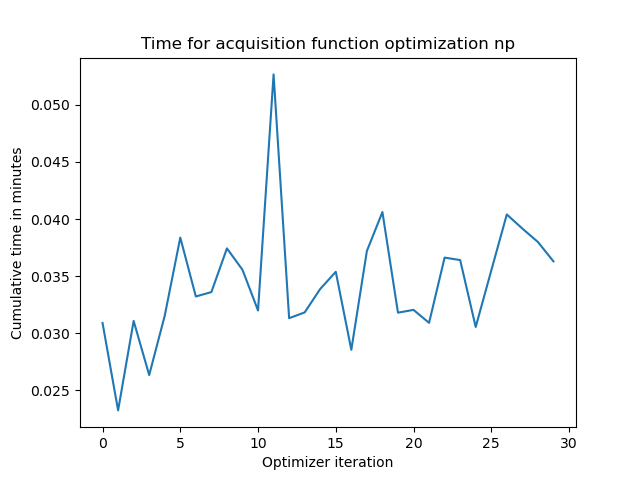 Time for acquisition function optimization np
0.050
0.045
0.040
0.035
0.030
0.025
Cumulative time in minutes
0 5 10 15 20 25 30
Optimizer iteration